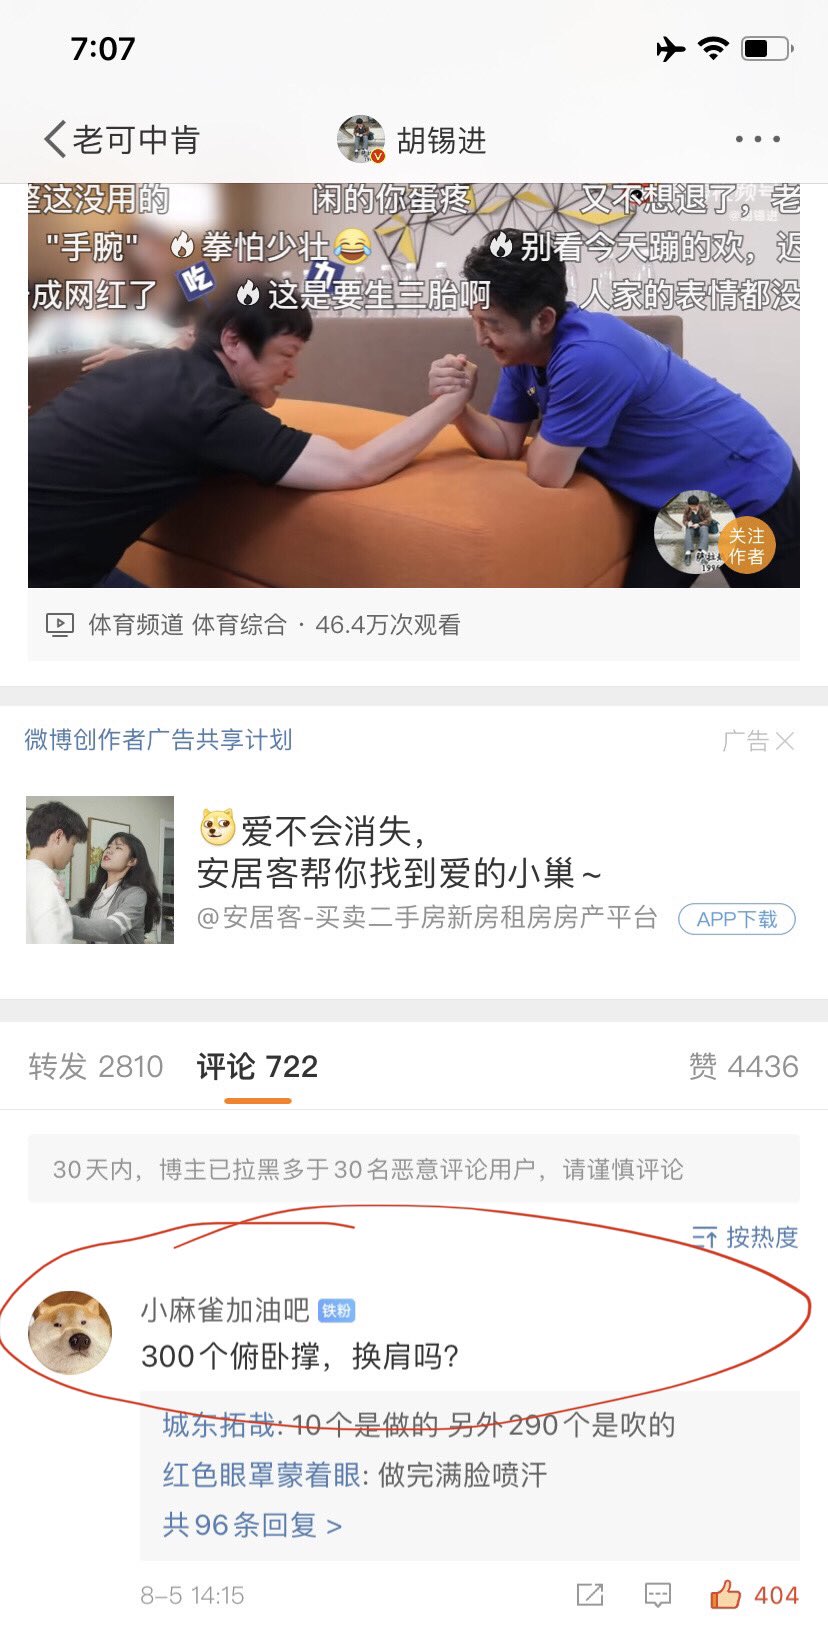 7:07
老可中肯
胡锡进
整这没用的 闲的你蛋疼 又不想退了，老
"手腕" 拳怕少壮 别看今天蹦的欢，迟
成网红了 这是要生三胎啊 人家的表情都没
吃
力
关注
作者
体育频道 体育综合 · 46.4万次观看
微博创作者广告共享计划
广告
爱不会消失，
安居客帮你找到爱的小巢~
@安居客-买卖二手房新房租房房产平台
APP下载
转发 2810 评论 722 赞 4436
30天内，博主已拉黑多于30名恶意评论用户，请谨慎评论
按热度
小麻雀加油吧 铁粉
300个俯卧撑，换肩吗？
城东拓哉: 10个是做的 另外290个是吹的
红色眼罩蒙着眼: 做完满脸喷汗
共96条回复 >
8-5 14:15
404